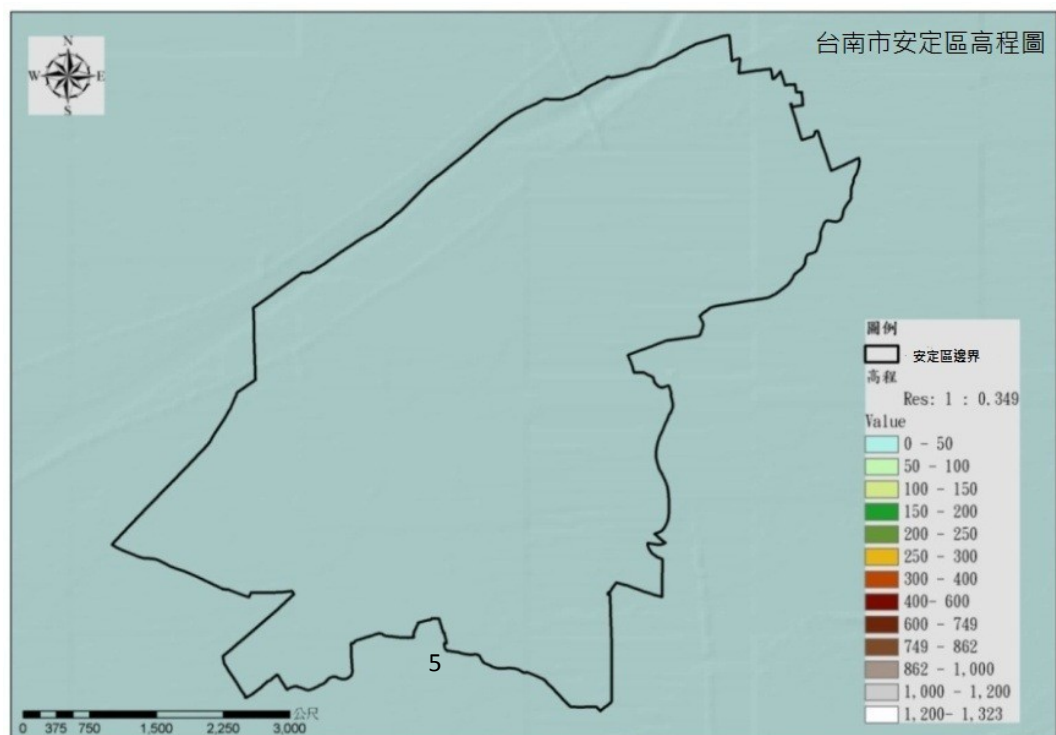 台南市安定區高程圖
N
W E
S
圖例
安定區邊界
高程
Res: 1 : 0.349
Value
0 - 50
50 - 100
100 - 150
150 - 200
200 - 250
250 - 300
300 - 400
400- 600
600 - 749
749 - 862
862 - 1,000
1,000 - 1,200
1,200- 1,323
5
公尺
0 375 750 1,500 2,250 3,000